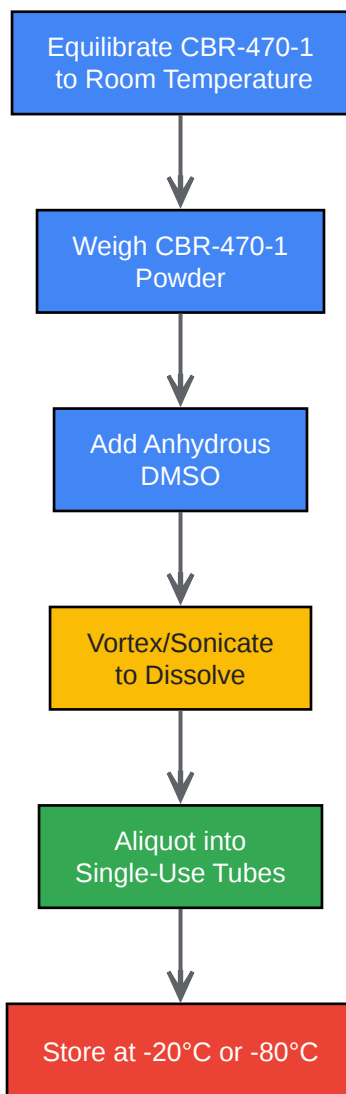 Equilibrate CBR-470-1
to Room Temperature
Weigh CBR-470-1
Powder
Add Anhydrous
DMSO
Vortex/Sonicate
to Dissolve
Aliquot into
Single-Use Tubes
Store at -20°C or -80°C